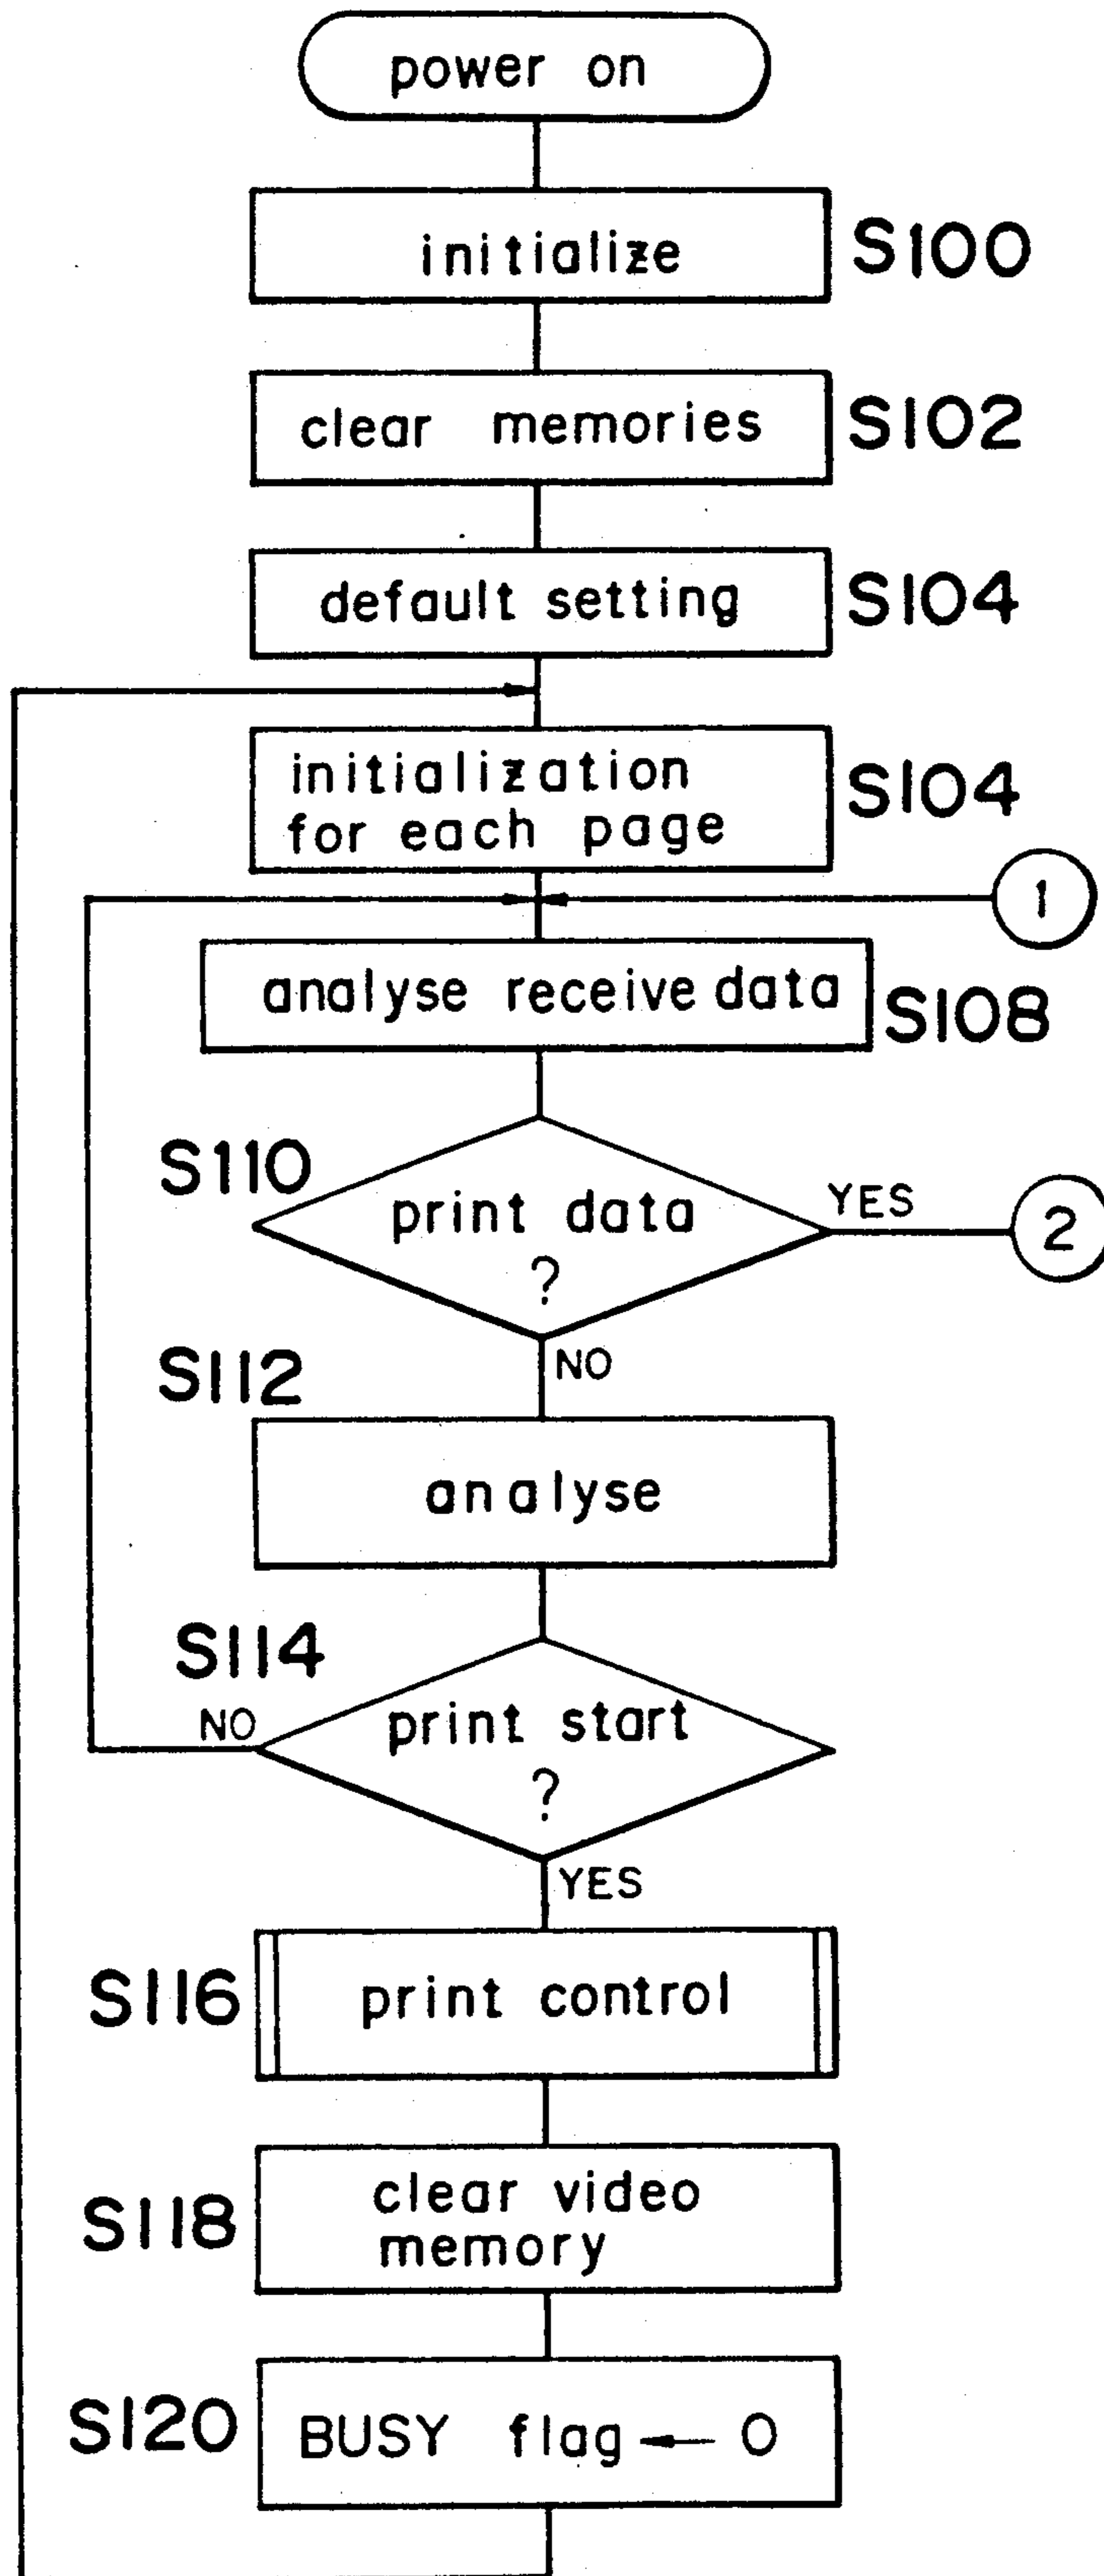 power on
initialize
S100
clear memories
S102
default setting
S104
initialization
for each page
S104
1
analyse receive data
S108
S110
print data
?
YES
2
NO
S112
analyse
S114
print start
?
NO
YES
S116
print control
S118
clear video
memory
S120
BUSY flag ← 0